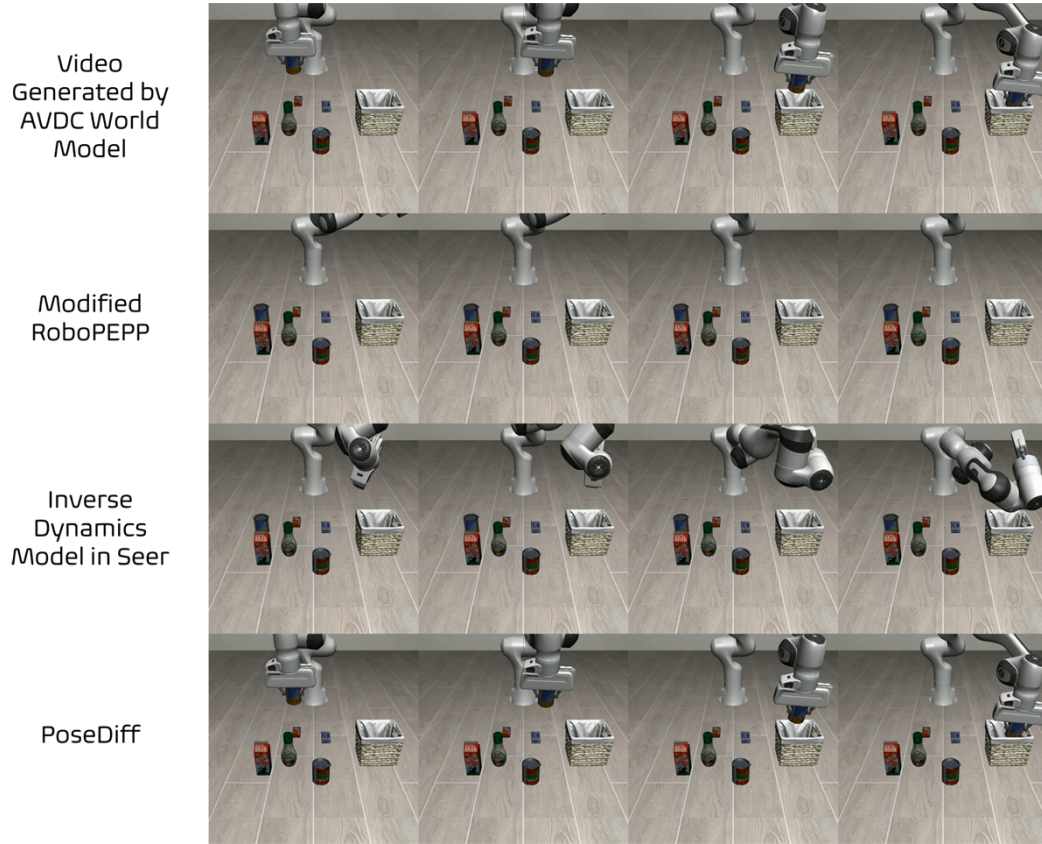 Video
Generated by
AVDC World
Model
Modified
RoboPEPP
Inverse
Dynamics
Model in Seer
PoseDiff